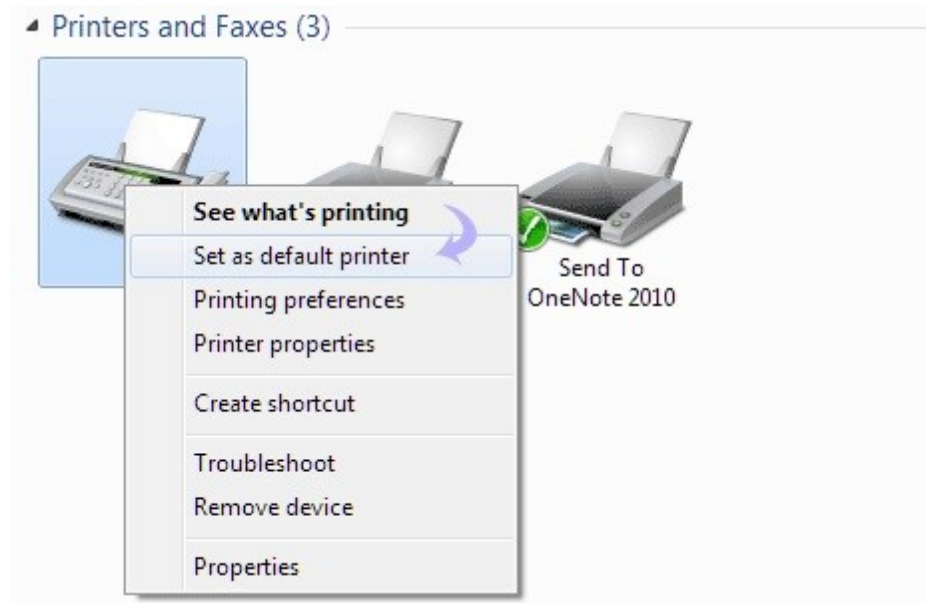 Printers and Faxes (3)
See what's printing
Set as default printer
Printing preferences
Printer properties
Create shortcut
Troubleshoot
Remove device
Properties
Send To
OneNote 2010